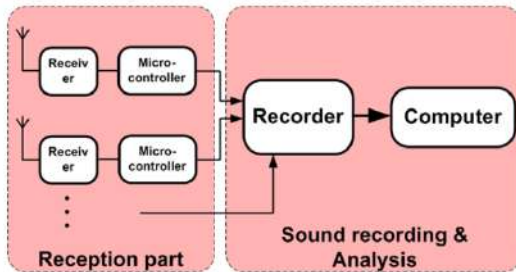 Receiv
er
Micro-
controller
Receiv
er
Micro-
controller
Recorder
Computer
Reception part
Sound recording &
Analysis